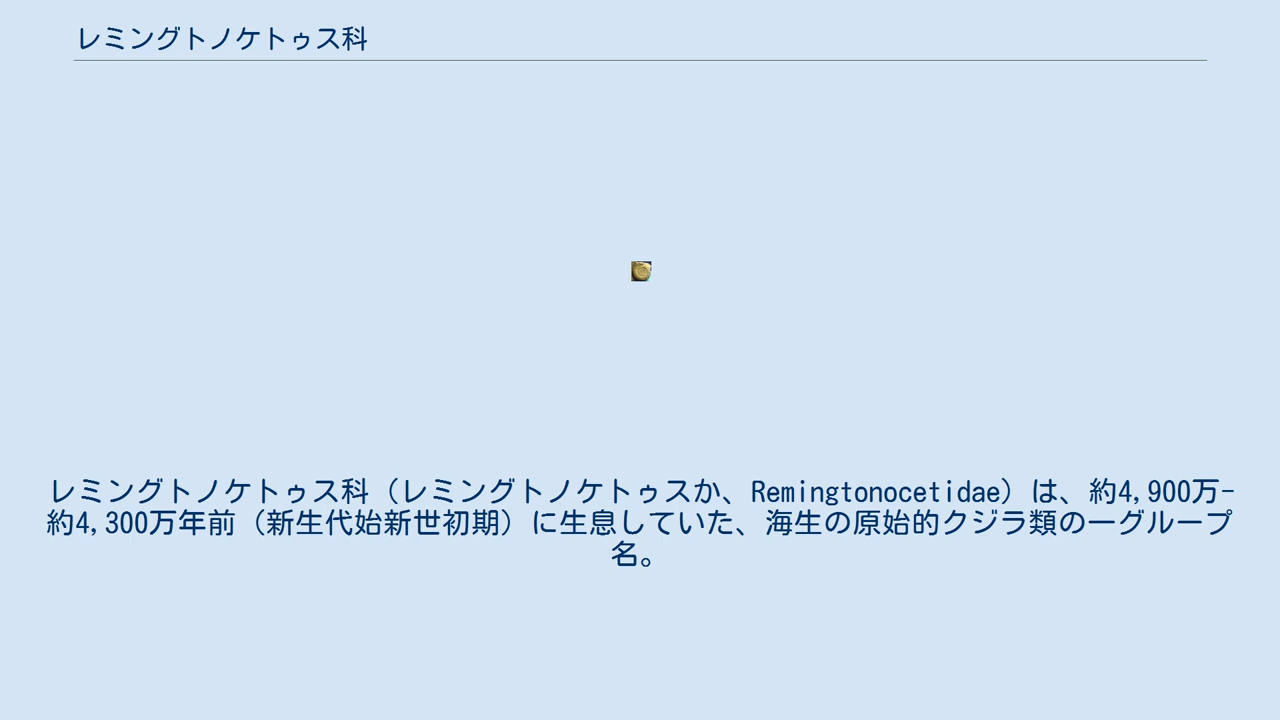 レミングトノケトゥス科
レミングトノケトゥス科（レミングトノケトゥスか、Remingtonocetidae）は、約4,900万-
約4,300万年前（新生代始新世初期）に生息していた、海生の原始的クジラ類の一グループ
名。